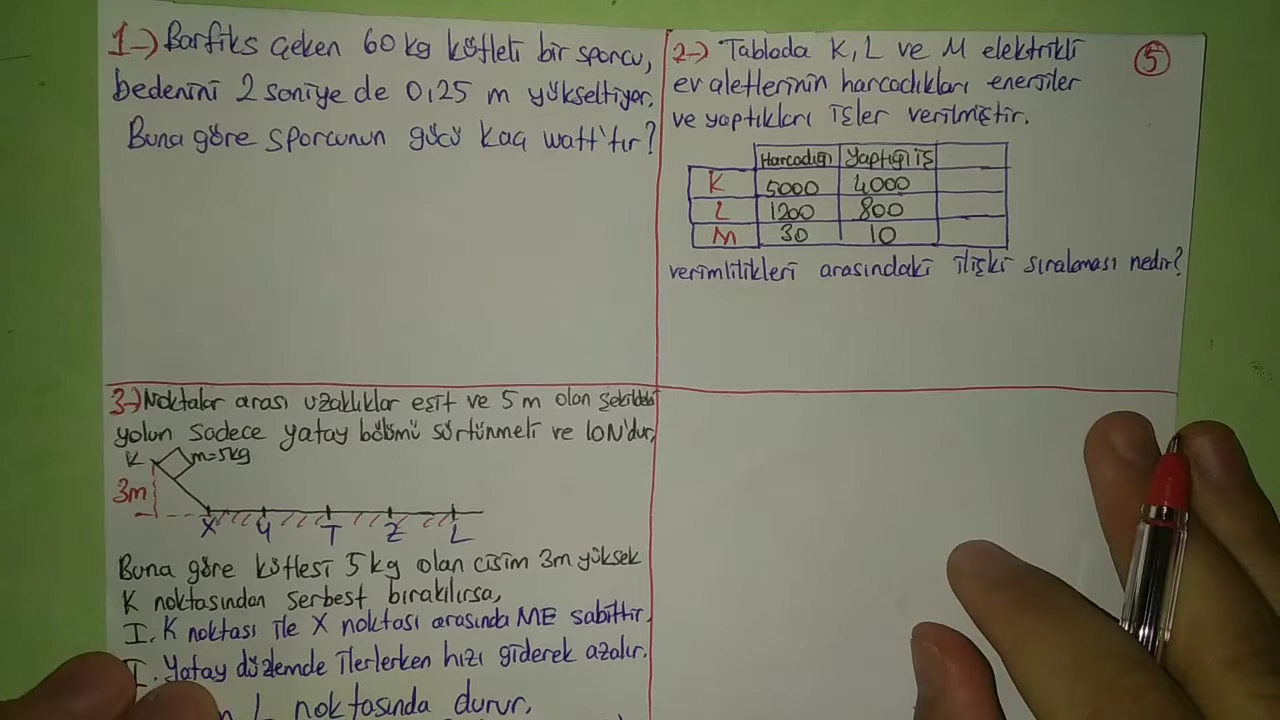 1-) Barfiks çeken 60 kg kütleli bir sporcu,
bedenini 2 saniye de 0,25 m yükseltiyor.
Buna göre sporcunun gücü kaç watt'tır?
2-) Tabloda K, L ve M elektrikli
ev aletlerinin harcadıkları enerjiler
ve yaptıkları işler verilmiştir.
5
Harcadığı Yaptığı iş
K 5000 4000
L 1200 800
M 30 10
verimlilikleri arasındaki ilişki sıralaması nedir?
3-) Noktalar arası uzaklıklar eşit ve 5 m olan şekildeki
yolun sadece yatay bölümü sürtünmeli ve 10N'dur.
K m=5kg
3m
X Y T Z L
Buna göre kütlesi 5 kg olan cisim 3m yüksek
K noktasından serbest bırakılırsa,
I. K noktası ile X noktası arasında ME sabittir.
I. Yatay düzlemde ilerlerken hızı giderek azalır.
L noktasında durur.